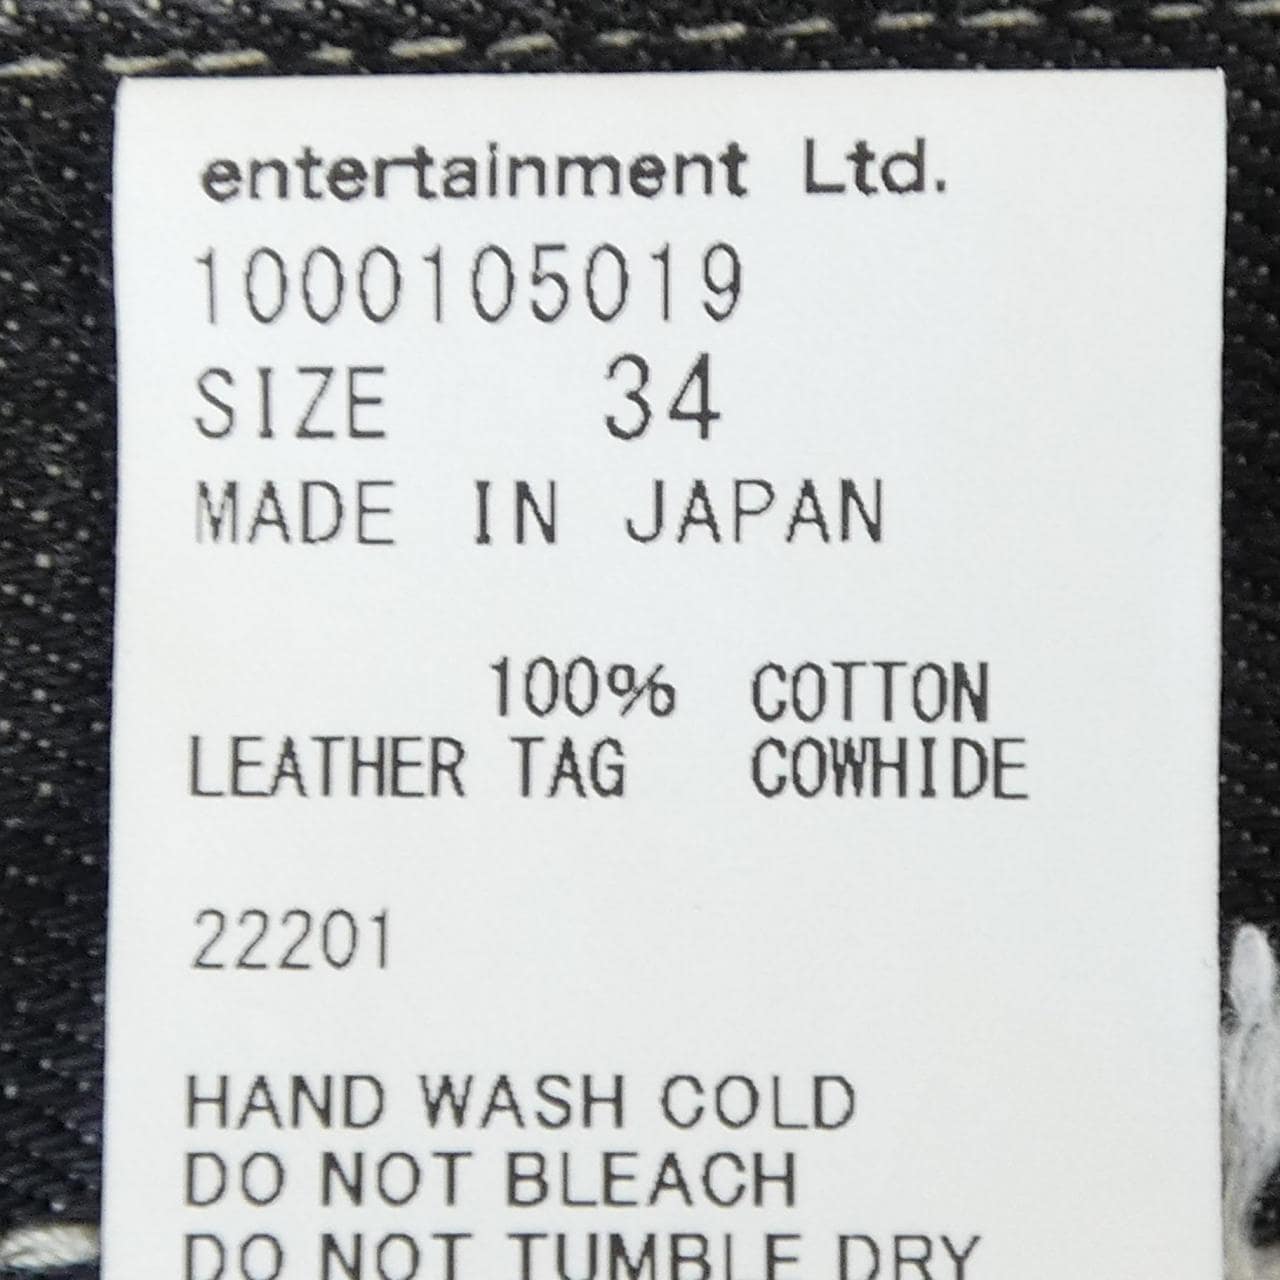 entertainment Ltd.
1000105019
SIZE 34
MADE IN JAPAN
100% COTTON
LEATHER TAG COWHIDE
22201
HAND WASH COLD
DO NOT BLEACH
DO NOT TUMBLE DRY